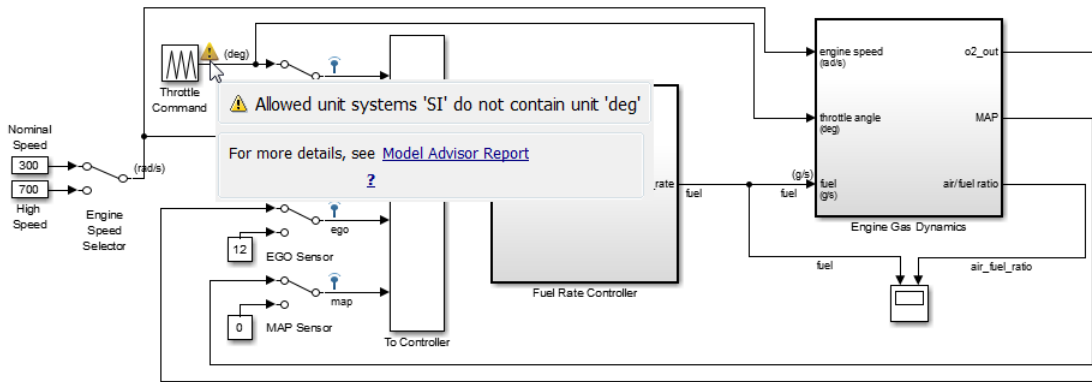 (deg)
Throttle
Command
Allowed unit systems 'SI' do not contain unit 'deg'
For more details, see Model Advisor Report
?
Nominal
Speed
300
700
High
Speed
(rad/s)
Engine
Speed
Selector
ego
12
EGO Sensor
map
0
MAP Sensor
To Controller
_rate
fuel
Fuel Rate Controller
(g/s)
fuel
engine speed
(rad/s)
throttle angle
(deg)
fuel
(g/s)
o2_out
MAP
air/fuel ratio
Engine Gas Dynamics
fuel
air_fuel_ratio